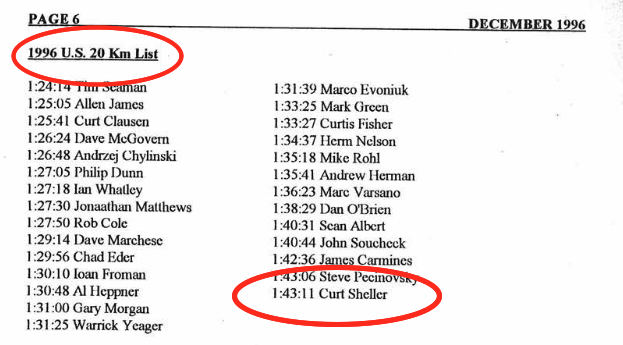 PAGE 6
DECEMBER 1996
1996 U.S. 20 Km List
1:24:14 Tim Seaman
1:25:05 Allen James
1:25:41 Curt Clausen
1:26:24 Dave McGovern
1:26:48 Andrzej Chylinski
1:27:05 Philip Dunn
1:27:18 Ian Whatley
1:27:30 Jonaathan Matthews
1:27:50 Rob Cole
1:29:14 Dave Marchese
1:29:56 Chad Eder
1:30:10 Ioan Froman
1:30:48 Al Heppner
1:31:00 Gary Morgan
1:31:25 Warrick Yeager
1:31:39 Marco Evoniuk
1:33:25 Mark Green
1:33:27 Curtis Fisher
1:34:37 Herm Nelson
1:35:18 Mike Rohl
1:35:41 Andrew Herman
1:36:23 Marc Varsano
1:38:29 Dan O'Brien
1:40:31 Sean Albert
1:40:44 John Soucheck
1:42:36 James Carmines
1:43:06 Steve Pecinovsky
1:43:11 Curt Sheller